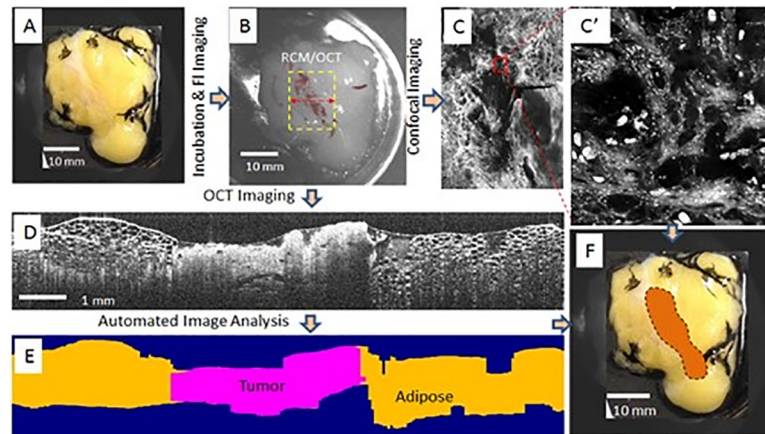 A
10 mm
Incubation & FI Imaging
B
RCM/OCT
10 mm
Confocal Imaging
C
C'
OCT Imaging
D
1 mm
Automated Image Analysis
E
Tumor
Adipose
F
10 mm